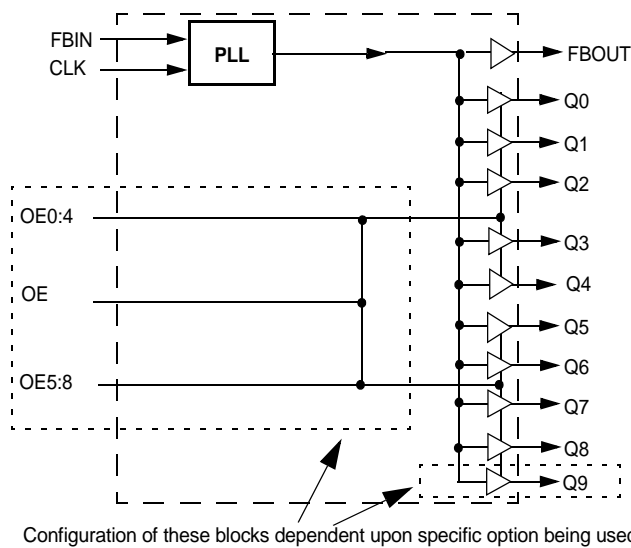 FBIN
CLK
PLL
FBOUT
Q0
Q1
Q2
OE0:4
Q3
OE
Q4
Q5
Q6
OE5:8
Q7
Q8
Q9
Configuration of these blocks dependent upon specific option being used